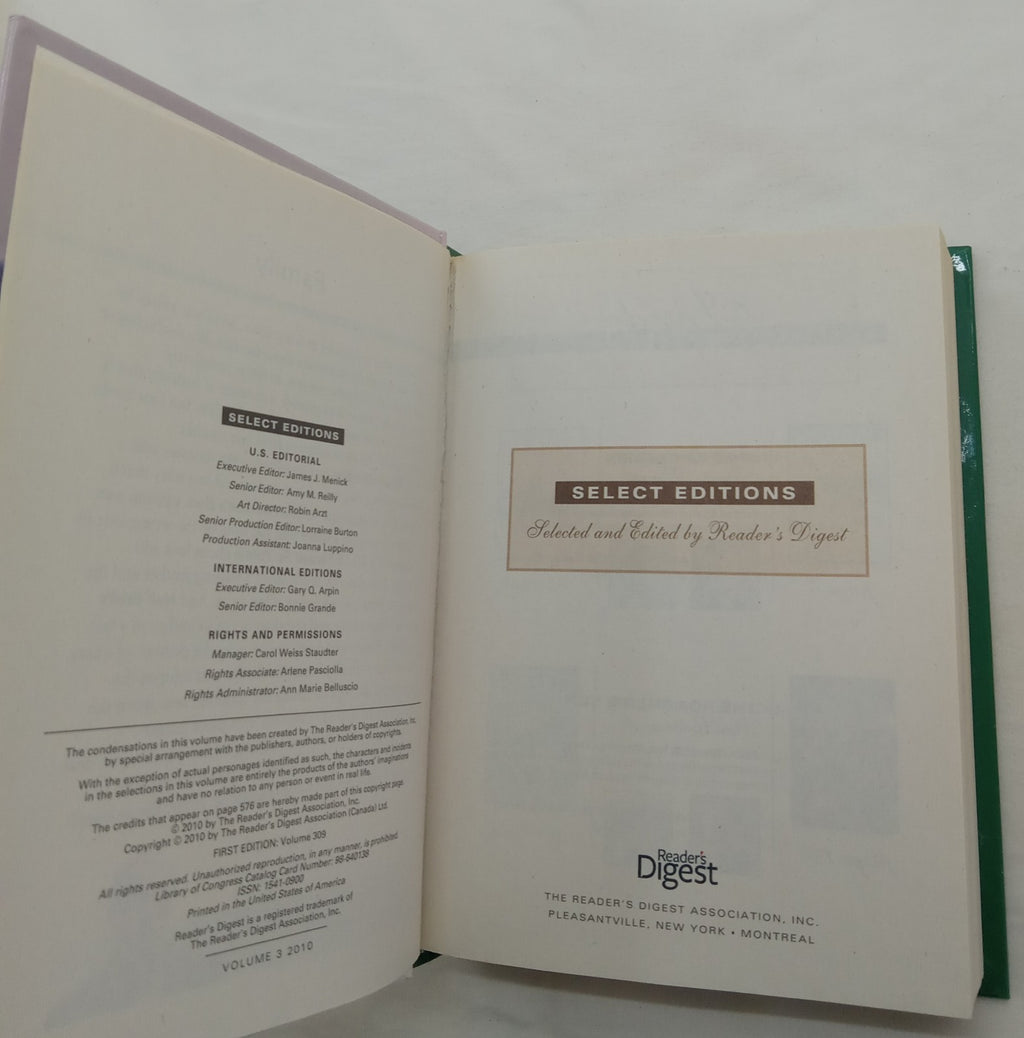 SELECT EDITIONS
U.S. EDITORIAL
Executive Editor: James J. Menick
Senior Editor: Amy M. Reilly
Art Director: Robin Arzt
Senior Production Editor: Lorraine Burton
Production Assistant: Joanna Luppino
INTERNATIONAL EDITIONS
Executive Editor: Gary Q. Arpin
Senior Editor: Bonnie Grande
RIGHTS AND PERMISSIONS
Manager: Carol Weiss Staudter
Rights Associate: Arlene Pasciolla
Rights Administrator: Ann Marie Belluscio
The condensations in this volume have been created by The Reader's Digest Association, Inc.
by special arrangement with the publishers, authors, or holders of copyrights.
With the exception of actual personages identified as such, the characters and incidents
in the selections in this volume are entirely the products of the authors' imaginations
and have no relation to any person or event in real life.
The credits that appear on page 576 are hereby made part of this copyright page.
© 2010 by The Reader's Digest Association, Inc.
Copyright © 2010 by The Reader's Digest Association (Canada) Ltd.
FIRST EDITION: Volume 309
All rights reserved. Unauthorized reproduction, in any manner, is prohibited.
Library of Congress Catalog Card Number: 98-640138
ISSN: 1541-0900
Printed in the United States of America
Reader's Digest is a registered trademark of
The Reader's Digest Association, Inc.
VOLUME 3 2010
SELECT EDITIONS
Selected and Edited by Reader's Digest
Reader's
Digest
THE READER'S DIGEST ASSOCIATION, INC.
PLEASANTVILLE, NEW YORK • MONTREAL